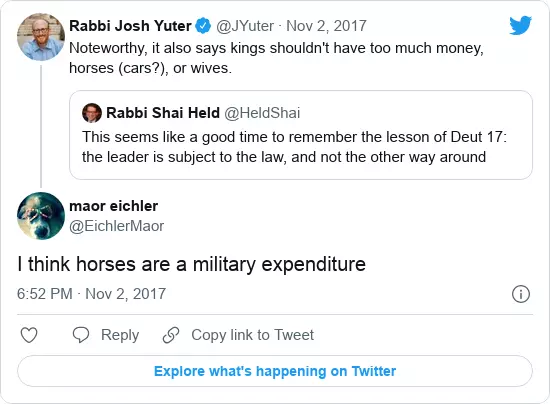 Rabbi Josh Yuter @JYuter · Nov 2, 2017
Noteworthy, it also says kings shouldn't have too much money,
horses (cars?), or wives.
Rabbi Shai Held @HeldShai
This seems like a good time to remember the lesson of Deut 17:
the leader is subject to the law, and not the other way around
maor eichler
@EichlerMaor
I think horses are a military expenditure
6:52 PM · Nov 2, 2017
Reply Copy link to Tweet
Explore what's happening on Twitter